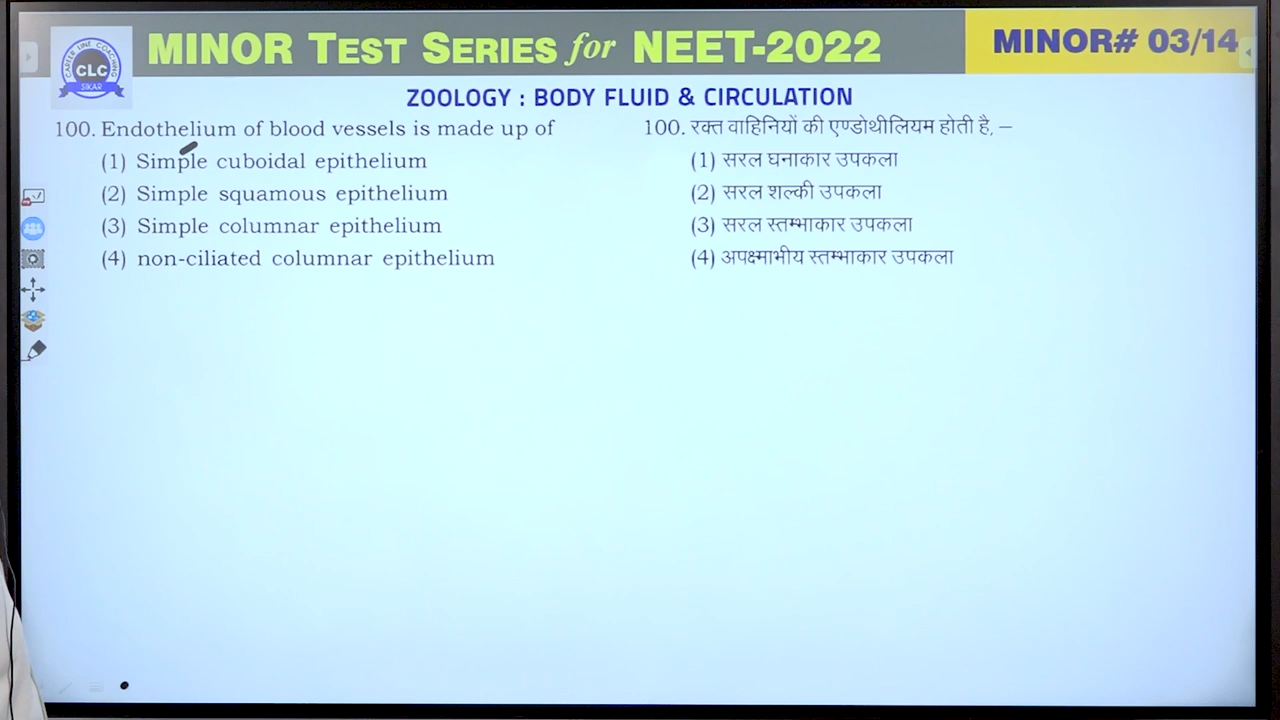 MINOR TEST SERIES for NEET-2022
MINOR# 03/14
CAREER LINE COACHING
CLC
SIKAR
ZOOLOGY : BODY FLUID & CIRCULATION
100. Endothelium of blood vessels is made up of
(1) Simple cuboidal epithelium
(2) Simple squamous epithelium
(3) Simple columnar epithelium
(4) non-ciliated columnar epithelium
100. रक्त वाहिनियों की एण्डोथीलियम होती है, –
(1) सरल घनाकार उपकला
(2) सरल शल्की उपकला
(3) सरल स्तम्भाकार उपकला
(4) अपक्ष्माभीय स्तम्भाकार उपकला